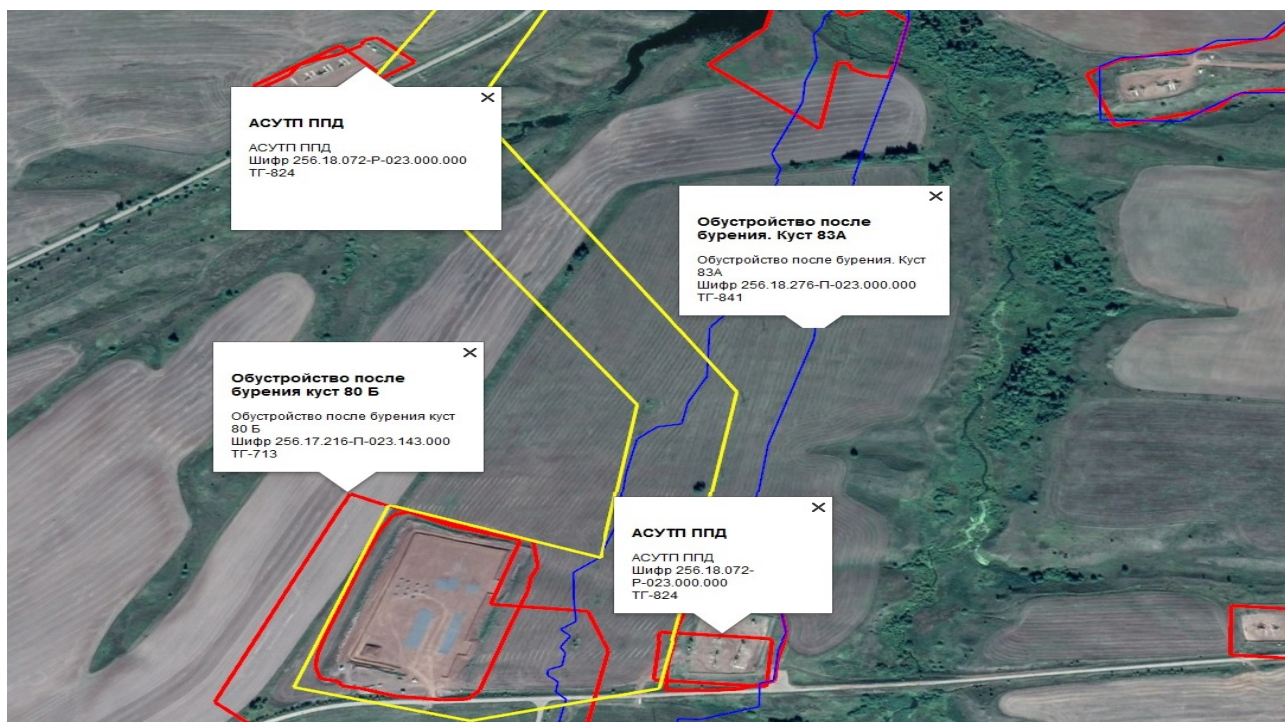 АСУТП ППД
АСУТП ППД
Шифр 256.18.072-Р-023.000.000
ТГ-824
Обустройство после
бурения. Куст 83А
Обустройство после бурения. Куст
83А
Шифр 256.18.276-П-023.000.000
ТГ-841
Обустройство после
бурения куст 80 Б
Обустройство после бурения куст
80 Б
Шифр 256.17.216-П-023.143.000
ТГ-713
АСУТП ППД
АСУТП ППД
Шифр 256.18.072-
Р-023.000.000
ТГ-824